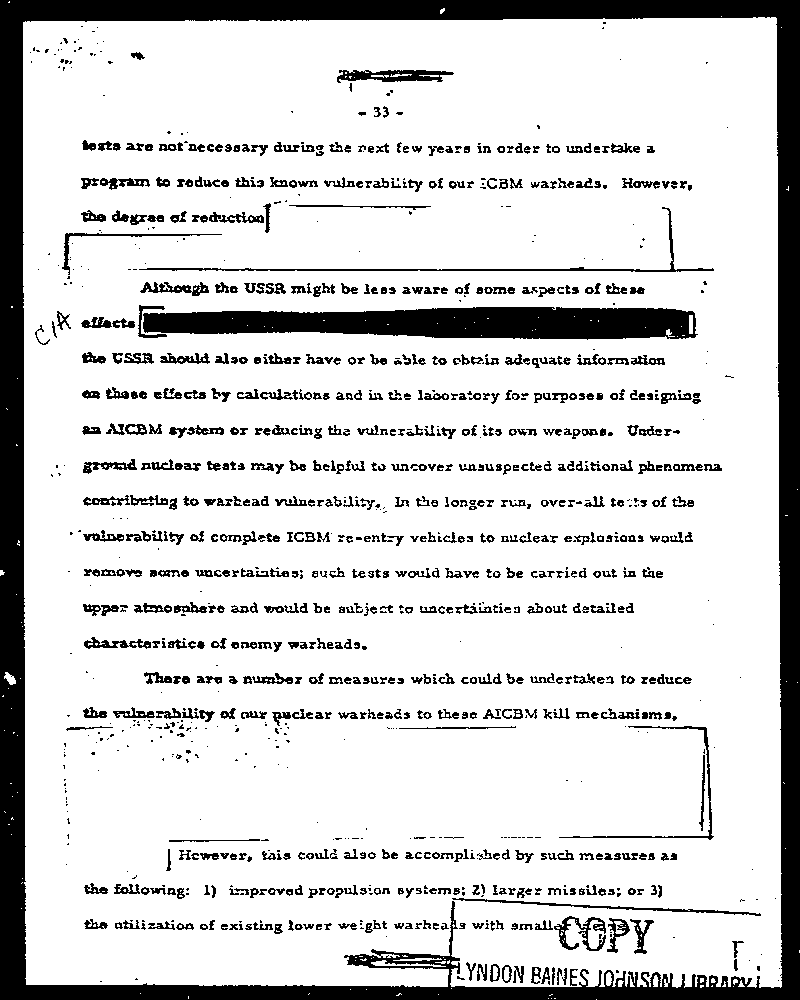 - 33 -
tests are not necessary during the next few years in order to undertake a
program to reduce this known vulnerability of our ICBM warheads. However,
the degree of reduction
Although the USSR might be less aware of some aspects of these
CIA
effects
the USSR should also either have or be able to obtain adequate information
on these effects by calculations and in the laboratory for purposes of designing
an AICBM system or reducing the vulnerability of its own weapons. Under-
ground nuclear tests may be helpful to uncover unsuspected additional phenomena
contributing to warhead vulnerability. In the longer run, over-all tests of the
vulnerability of complete ICBM re-entry vehicles to nuclear explosions would
remove some uncertainties; such tests would have to be carried out in the
upper atmosphere and would be subject to uncertainties about detailed
characteristics of enemy warheads.
There are a number of measures which could be undertaken to reduce
the vulnerability of our nuclear warheads to these AICBM kill mechanisms.
However, this could also be accomplished by such measures as
the following: 1) improved propulsion systems; 2) larger missiles; or 3)
the utilization of existing lower weight warheads with smaller
COPY
LYNDON BAINES JOHNSON LIBRARY